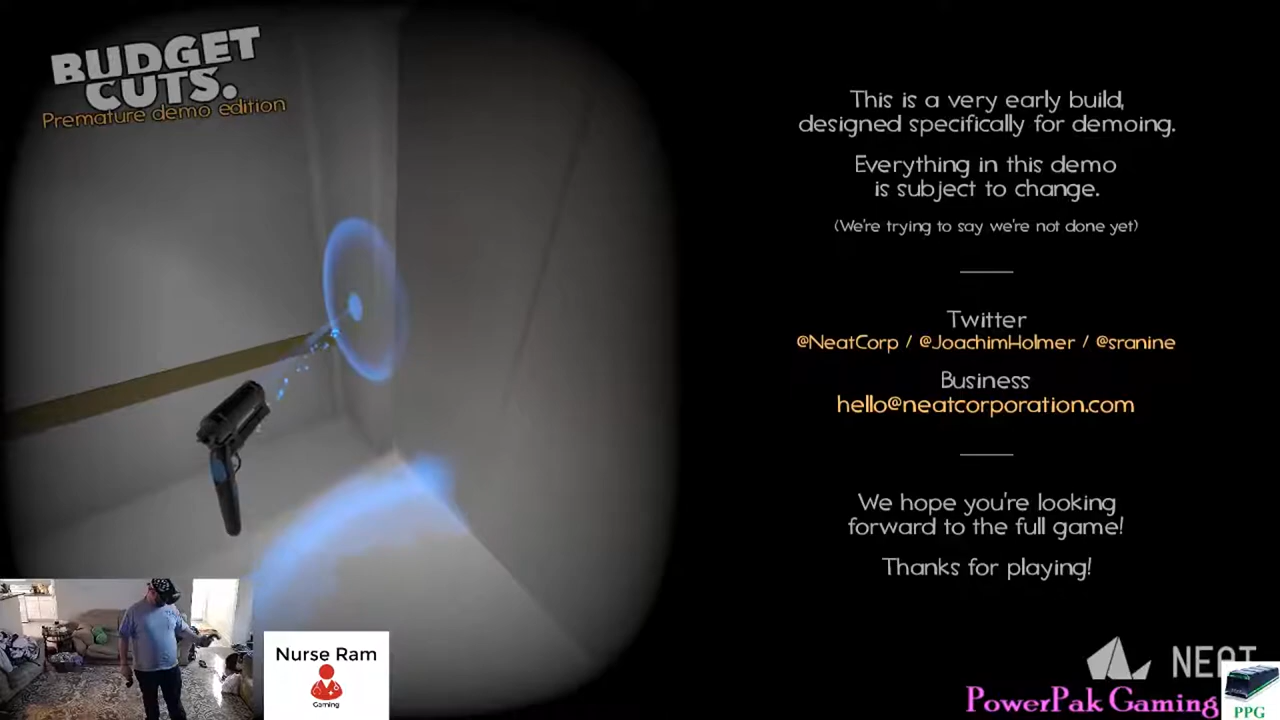 BUDGET
CUTS.
Premature demo edition
This is a very early build,
designed specifically for demoing.
Everything in this demo
is subject to change.
(We're trying to say we're not done yet)
Twitter
@NeatCorp / @JoachimHolmer / @sranine
Business
hello@neatcorporation.com
We hope you're looking
forward to the full game!
Thanks for playing!
NEAT
PowerPak Gaming
PPG
Nurse Ram
Gaming